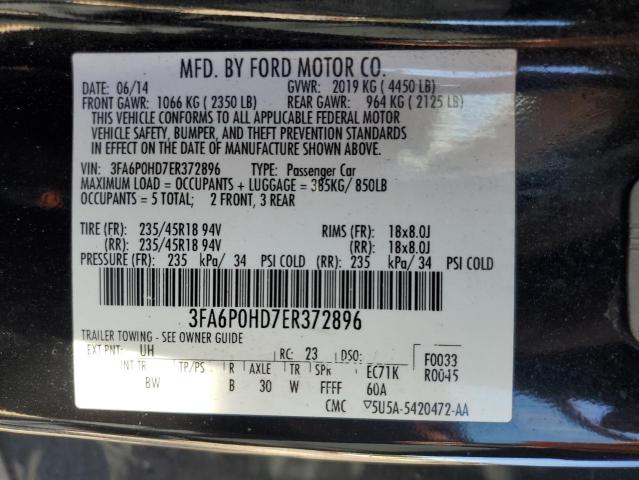 MFD. BY FORD MOTOR CO.
DATE: 06/14 GVWR: 2019 KG ( 4450 LB)
FRONT GAWR: 1066 KG ( 2350 LB) REAR GAWR: 964 KG ( 2125 LB)
THIS VEHICLE CONFORMS TO ALL APPLICABLE FEDERAL MOTOR
VEHICLE SAFETY, BUMPER, AND THEFT PREVENTION STANDARDS
IN EFFECT ON THE DATE OF MANUFACTURE SHOWN ABOVE.
VIN: 3FA6P0HD7ER372896 TYPE: Passenger Car
MAXIMUM LOAD = OCCUPANTS + LUGGAGE = 385KG/ 850LB
OCCUPANTS = 5 TOTAL; 2 FRONT, 3 REAR
TIRE (FR): 235/45R18 94V RIMS (FR): 18x8.0J
(RR): 235/45R18 94V (RR): 18x8.0J
PRESSURE (FR): 235 kPa/ 34 PSI COLD (RR): 235 kPa/ 34 PSI COLD
3FA6P0HD7ER372896
TRAILER TOWING - SEE OWNER GUIDE
EXT PNT: UH RC: 23 DSO: F0033
INT TR TP/PS R AXLE TR SPR EC71K R0045
BW B 30 W FFFF 60A
CMC ▽5U5A-5420472-AA